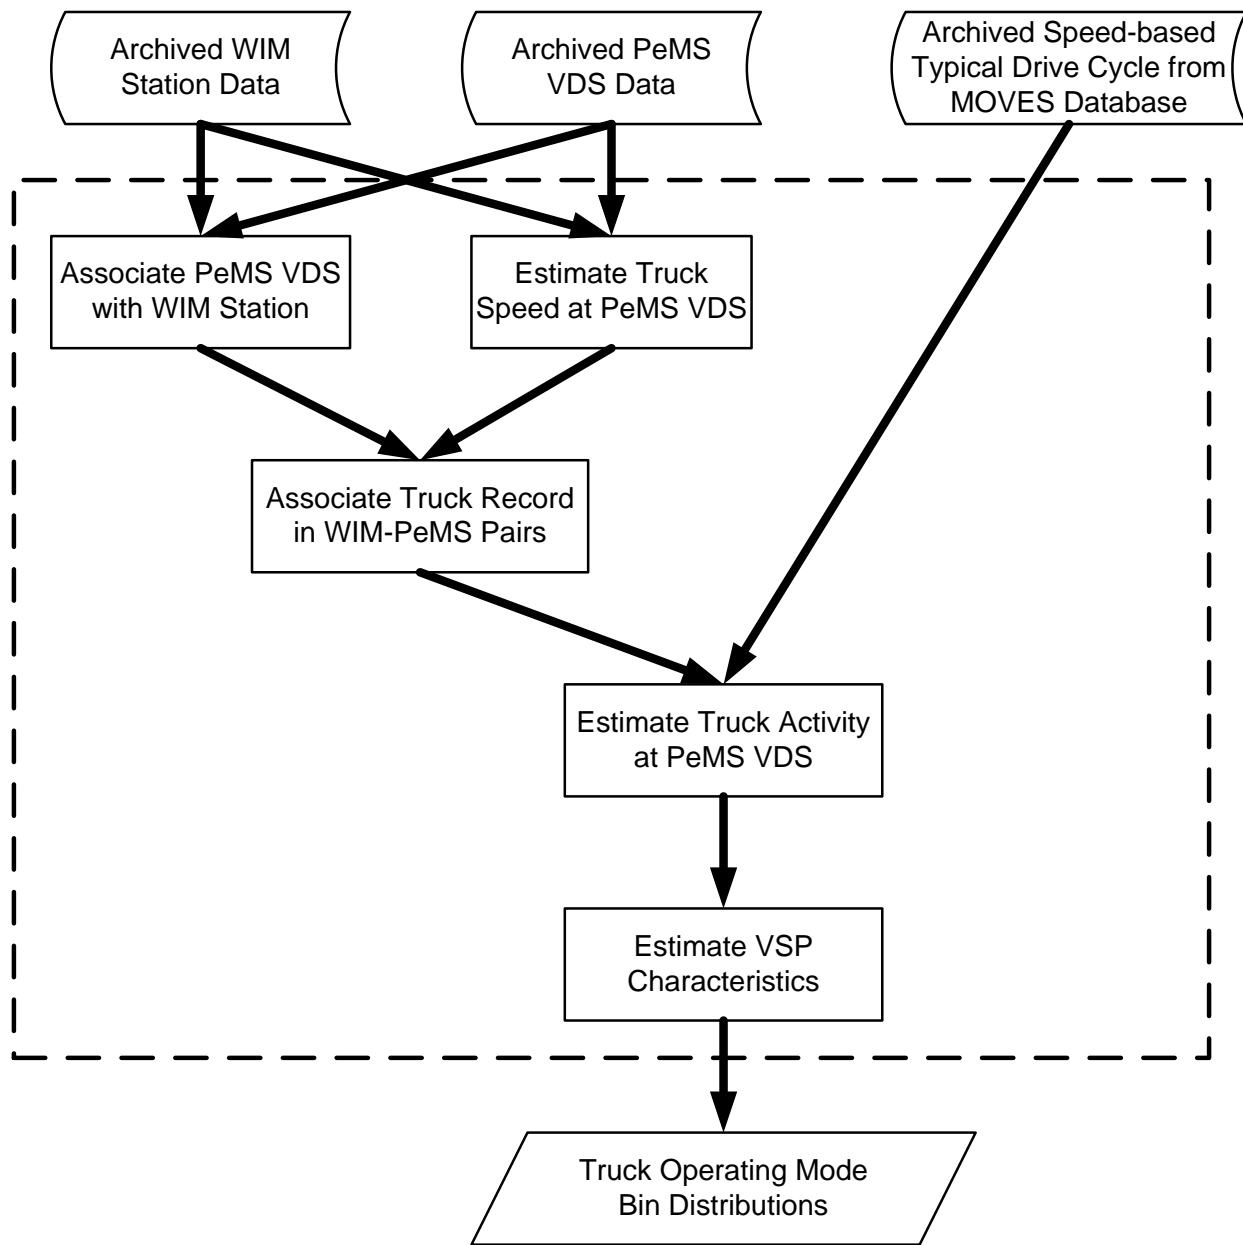 Archived WIM
Station Data
Archived PeMS
VDS Data
Archived Speed-based
Typical Drive Cycle from
MOVES Database
Associate PeMS VDS
with WIM Station
Estimate Truck
Speed at PeMS VDS
Associate Truck Record
in WIM-PeMS Pairs
Estimate Truck Activity
at PeMS VDS
Estimate VSP
Characteristics
Truck Operating Mode
Bin Distributions